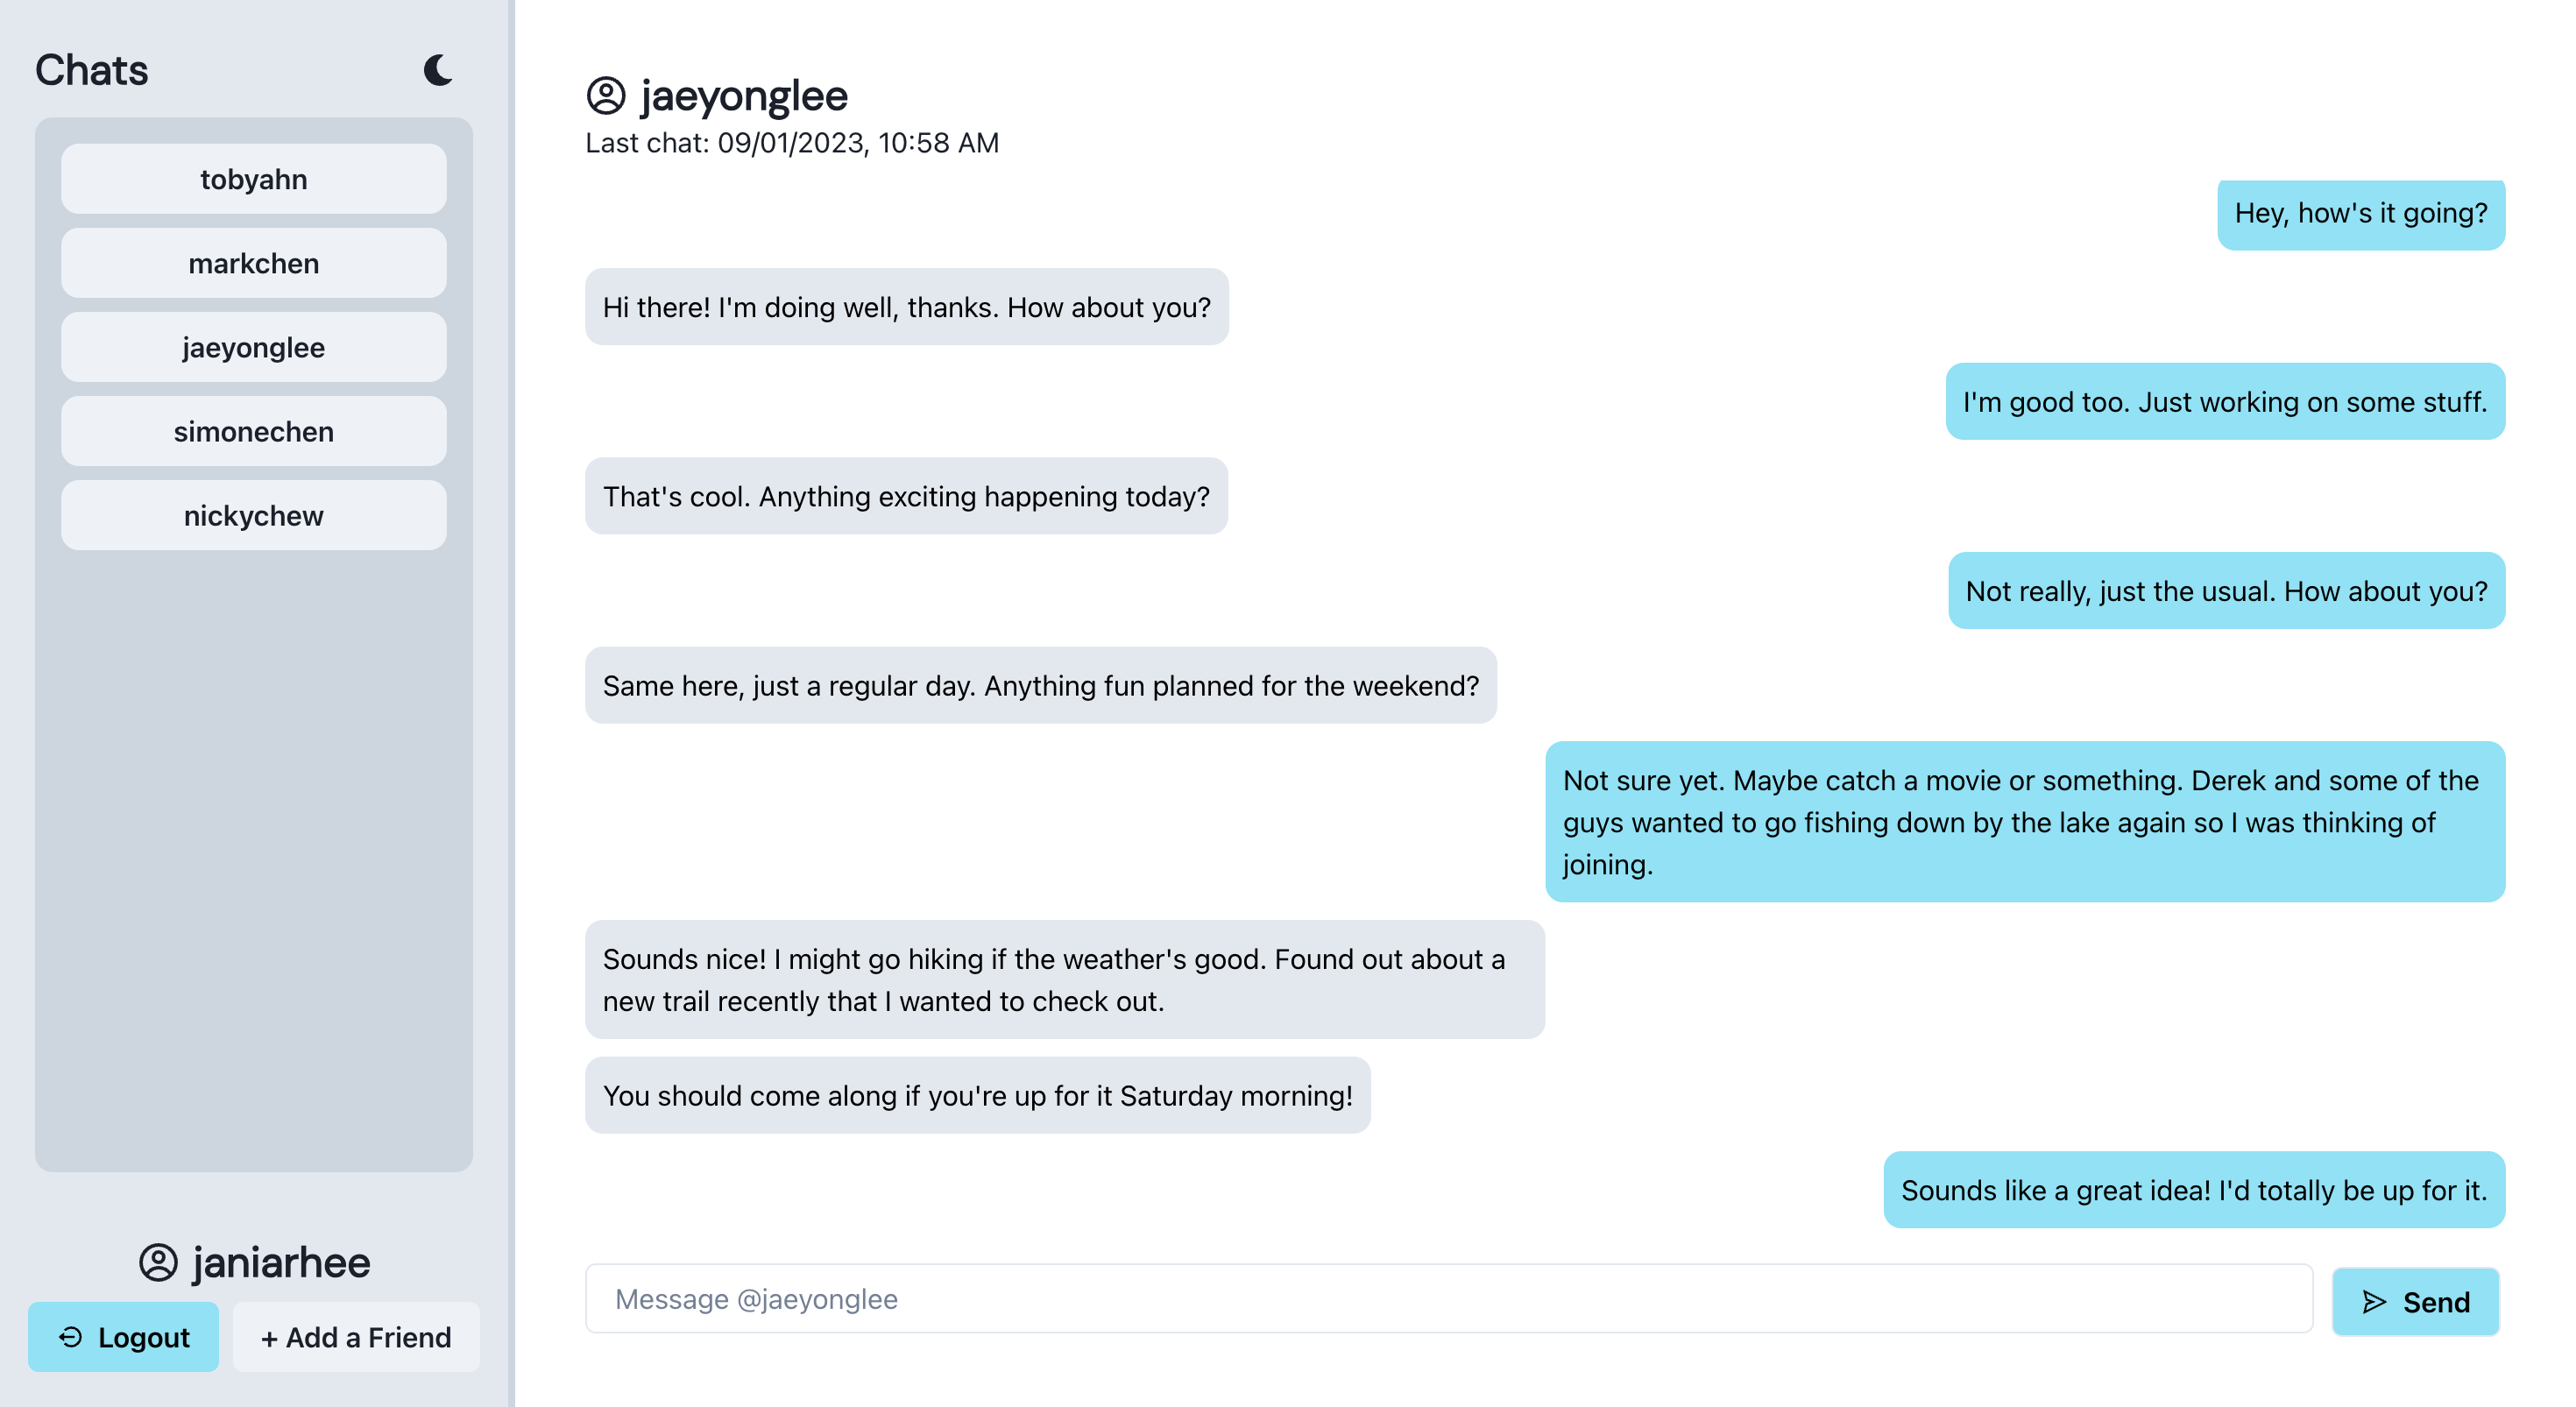 Chats
tobyahn
markchen
jaeyonglee
simonechen
nickychew
janiarhee
Logout
+ Add a Friend
jaeyonglee
Last chat: 09/01/2023, 10:58 AM
Hey, how's it going?
Hi there! I'm doing well, thanks. How about you?
I'm good too. Just working on some stuff.
That's cool. Anything exciting happening today?
Not really, just the usual. How about you?
Same here, just a regular day. Anything fun planned for the weekend?
Not sure yet. Maybe catch a movie or something. Derek and some of the
guys wanted to go fishing down by the lake again so I was thinking of
joining.
Sounds nice! I might go hiking if the weather's good. Found out about a
new trail recently that I wanted to check out.
You should come along if you're up for it Saturday morning!
Sounds like a great idea! I'd totally be up for it.
Message @jaeyonglee
Send